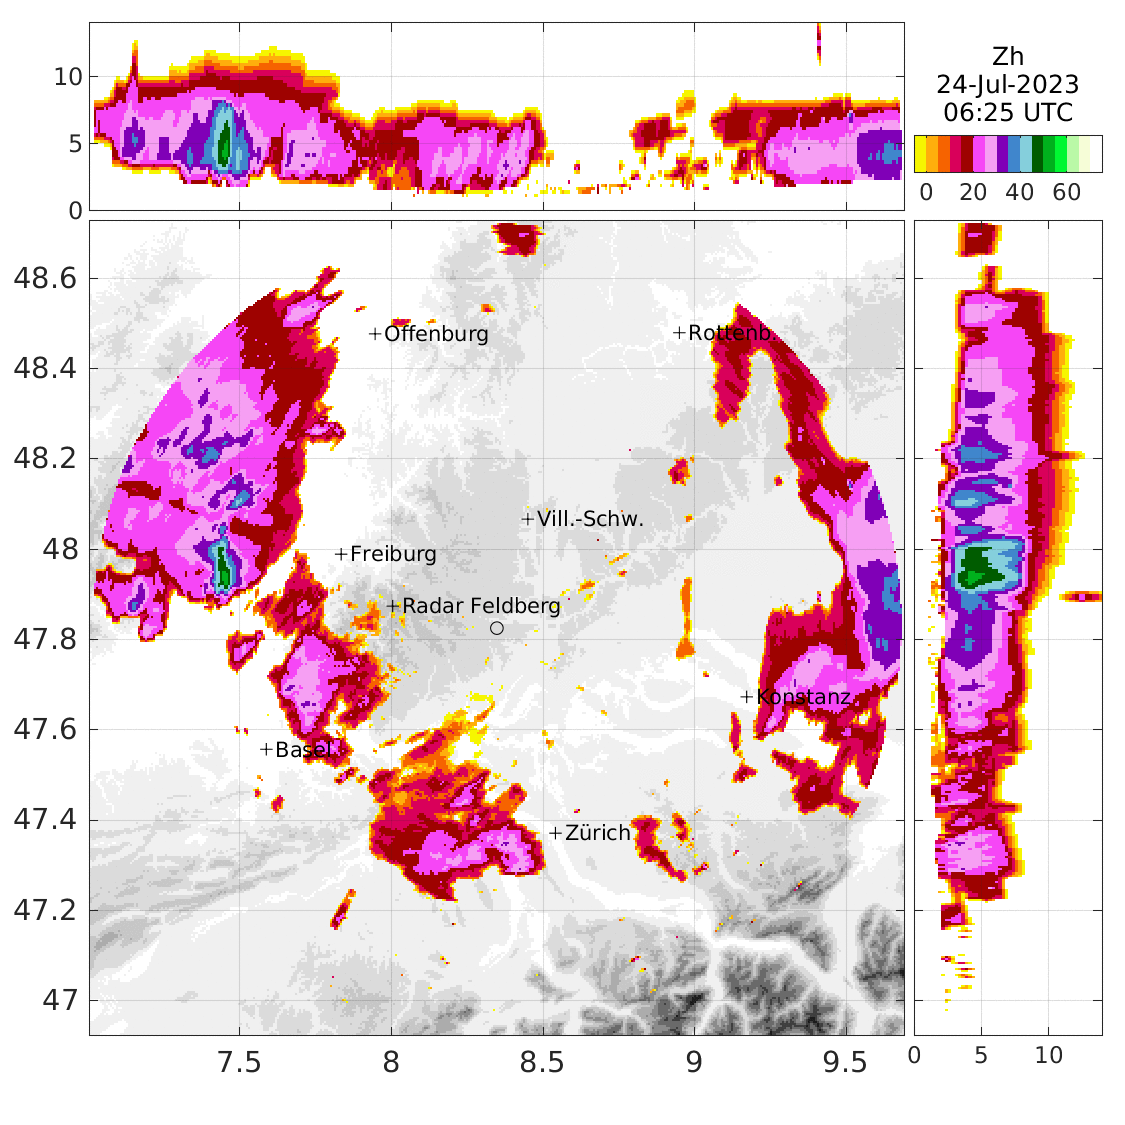 10
5
0
Zh
24-Jul-2023
06:25 UTC
0 20 40 60
48.6
48.4
48.2
48
47.8
47.6
47.4
47.2
47
+Offenburg
+Rottenb.
+Vill.-Schw.
+Freiburg
+Radar Feldberg
+Konstanz
+Basel
+Zürich
7.5 8 8.5 9 9.5
0 5 10